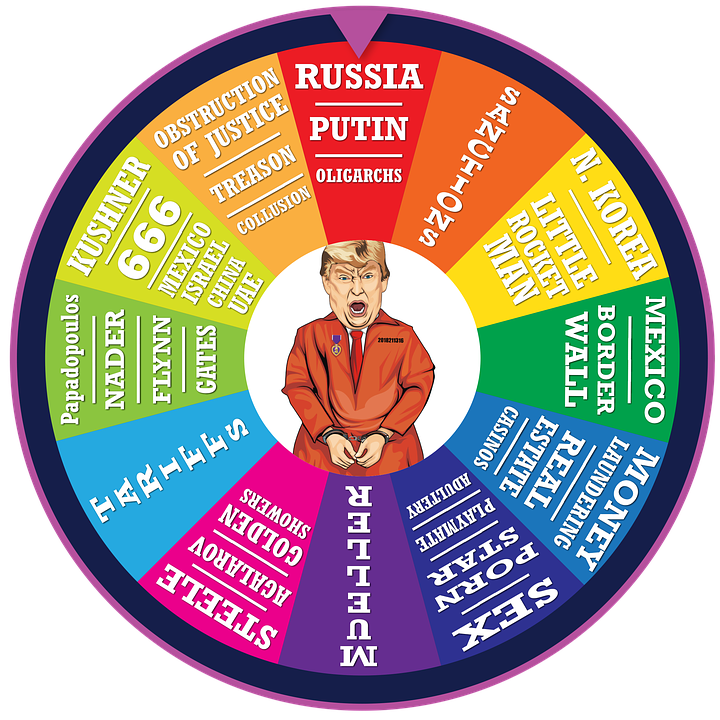 RUSSIA
PUTIN
OLIGARCHS
SANCTIONS
N. KOREA
LITTLE
ROCKET
MAN
MEXICO
BORDER
WALL
MONEY
LAUNDERING
REAL
ESTATE
CASINOS
SEX
PORN
STAR
PLAYMATE
ADULTERY
MUELLER
STEELE
AGALAROV
GOLDEN
SHOWERS
TARIFFS
Papadopoulos
NADER
FLYNN
GATES
KUSHNER
666
MEXICO
ISRAEL
CHINA
UAE
OBSTRUCTION
OF JUSTICE
TREASON
COLLUSION